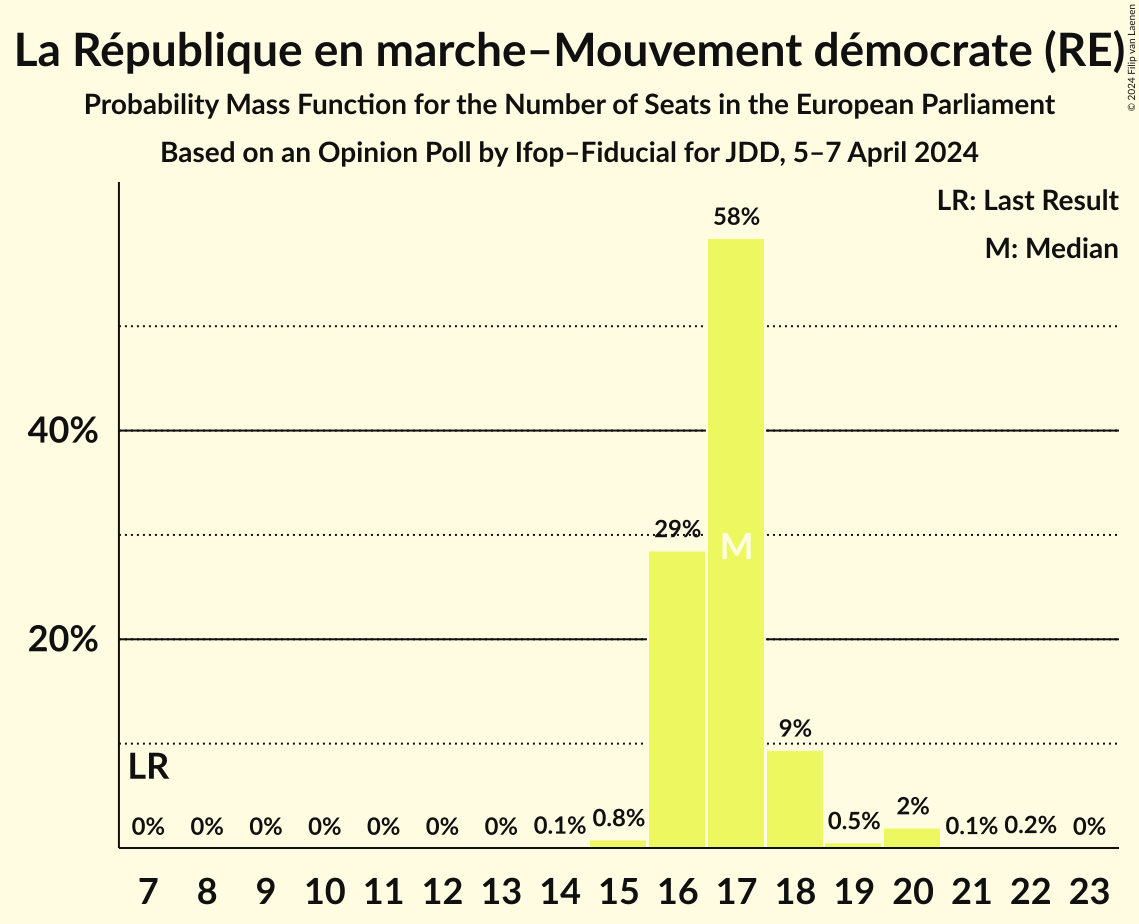 La République en marche–Mouvement démocrate (RE)
© 2024 Filip van Laenen
Probability Mass Function for the Number of Seats in the European Parliament
Based on an Opinion Poll by Ifop–Fiducial for JDD, 5–7 April 2024
LR: Last Result
M: Median
58%
40%
29%
M
20%
9%
LR
0% 0% 0% 0% 0% 0% 0% 0.1% 0.8% 0.5% 2% 0.1% 0.2% 0%
7 8 9 10 11 12 13 14 15 16 17 18 19 20 21 22 23